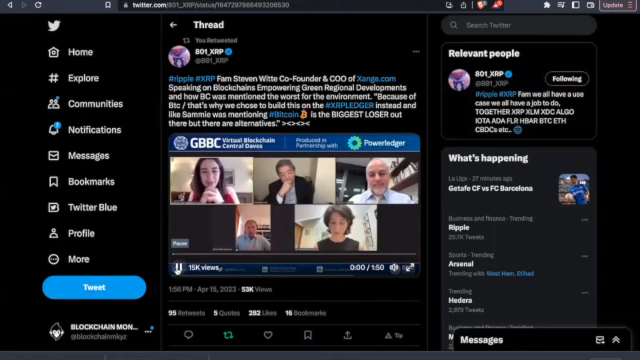 twitter.com/801_XRP/status/1647297866493206530
Update
Home
Explore
Communities
Notifications
Messages
Bookmarks
Twitter Blue
Profile
More
Tweet
BLOCKCHAIN MON...
@blockchainmkyz
Thread
You Retweeted
801_XRP
@801_XRP
#ripple #XRP Fam Steven Witte Co-Founder & COO of Xange.com
Speaking on Blockchains Empowering Green Regional Developments
and how BC was mentioned the worst for the environment. "Because of
Btc / that's why we chose to build this on the #XRPLEDGER instead and
like Sammie was mentioning #Bitcoin is the BIGGEST LOSER out
there but there are alternatives." ><><><
GBBC
Virtual Blockchain
Central Davos
Produced in
Partnership with
Powerledger
Pause
15K views
0:00 / 1:50
1:56 PM · Apr 15, 2023 · 53K Views
95 Retweets 5 Quotes 282 Likes 16 Bookmarks
Tip
Search Twitter
Relevant people
801_XRP
@801_XRP
Following
#ripple #XRP Fam we have a use
case we all have a job to do,
TOGETHER XRP XLM XDC ALGO
IOTA ADA FLR HBAR BTC ETH
CBDCs etc..
What's happening
La Liga · 27 minutes ago
Getafe CF vs FC Barcelona
Business and finance · Trending
Ripple
25.7K Tweets
Sports · Trending
Arsenal
Trending with West Ham, Etihad
Business and finance · Trending
Hedera
2,979 Tweets
Messages